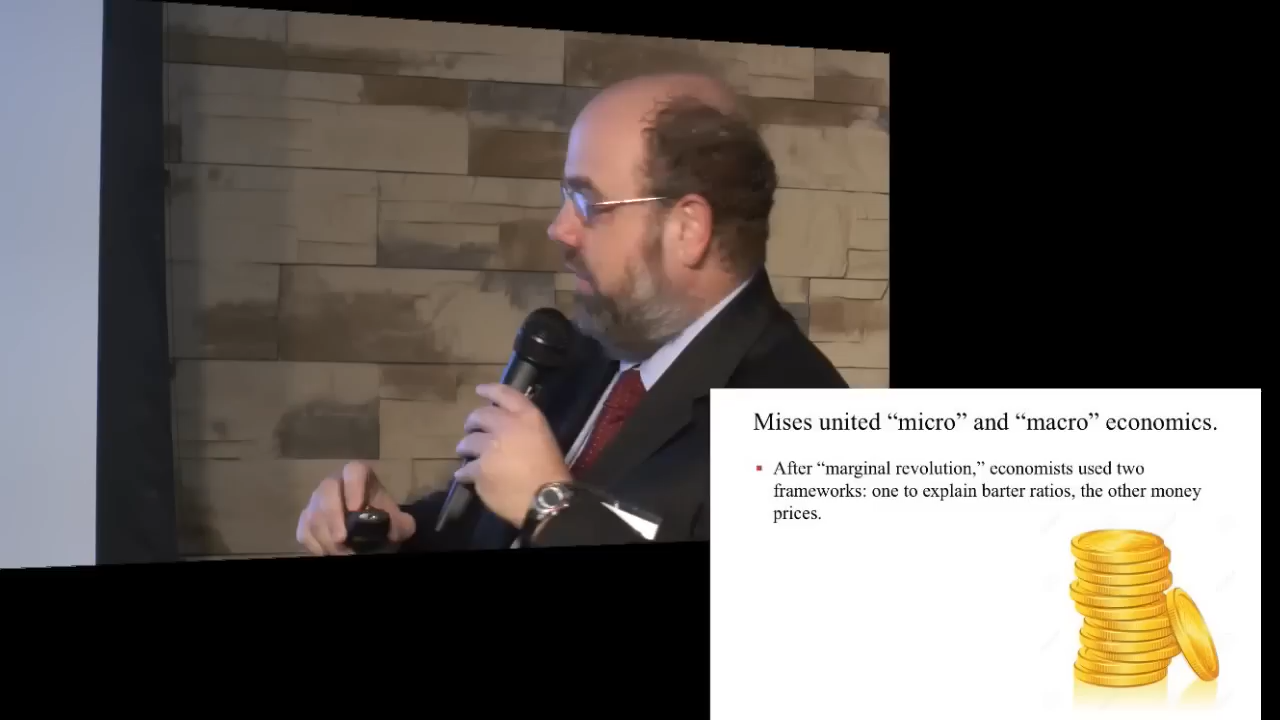 Mises united “micro” and “macro” economics.
After “marginal revolution,” economists used two
frameworks: one to explain barter ratios, the other money
prices.